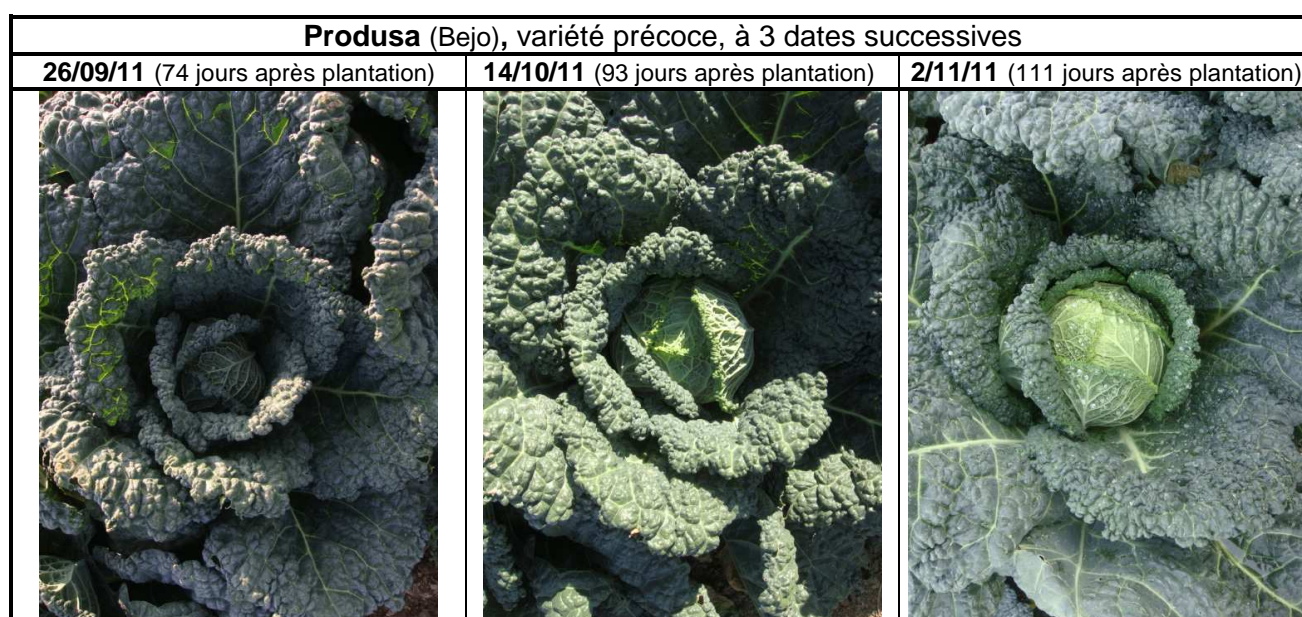 Produsa (Bejo), variété précoce, à 3 dates successives
26/09/11 (74 jours après plantation)
14/10/11 (93 jours après plantation)
2/11/11 (111 jours après plantation)